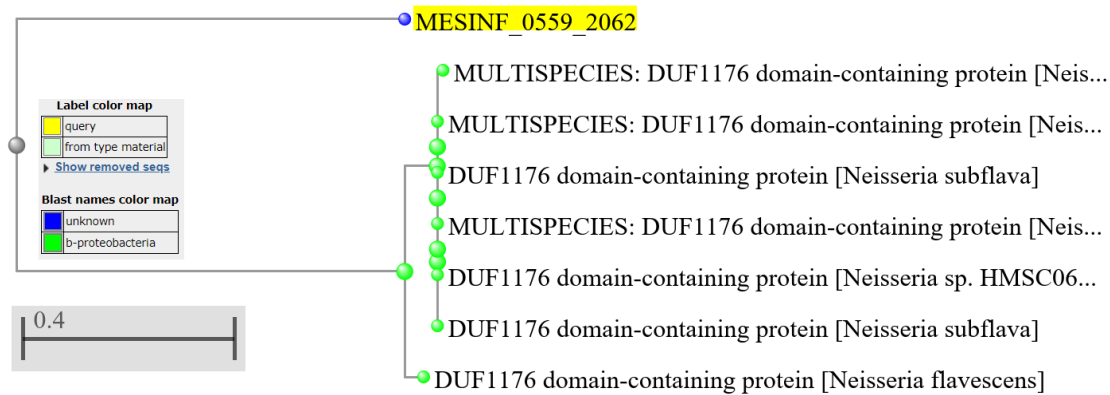 MESINF_0559_2062
MULTISPECIES: DUF1176 domain-containing protein [Neis...
Label color map
query
from type material
Show removed seqs
Blast names color map
unknown
b-proteobacteria
MULTISPECIES: DUF1176 domain-containing protein [Neis...
DUF1176 domain-containing protein [Neisseria subflava]
MULTISPECIES: DUF1176 domain-containing protein [Neis...
DUF1176 domain-containing protein [Neisseria sp. HMSC06...
0.4
DUF1176 domain-containing protein [Neisseria subflava]
DUF1176 domain-containing protein [Neisseria flavescens]